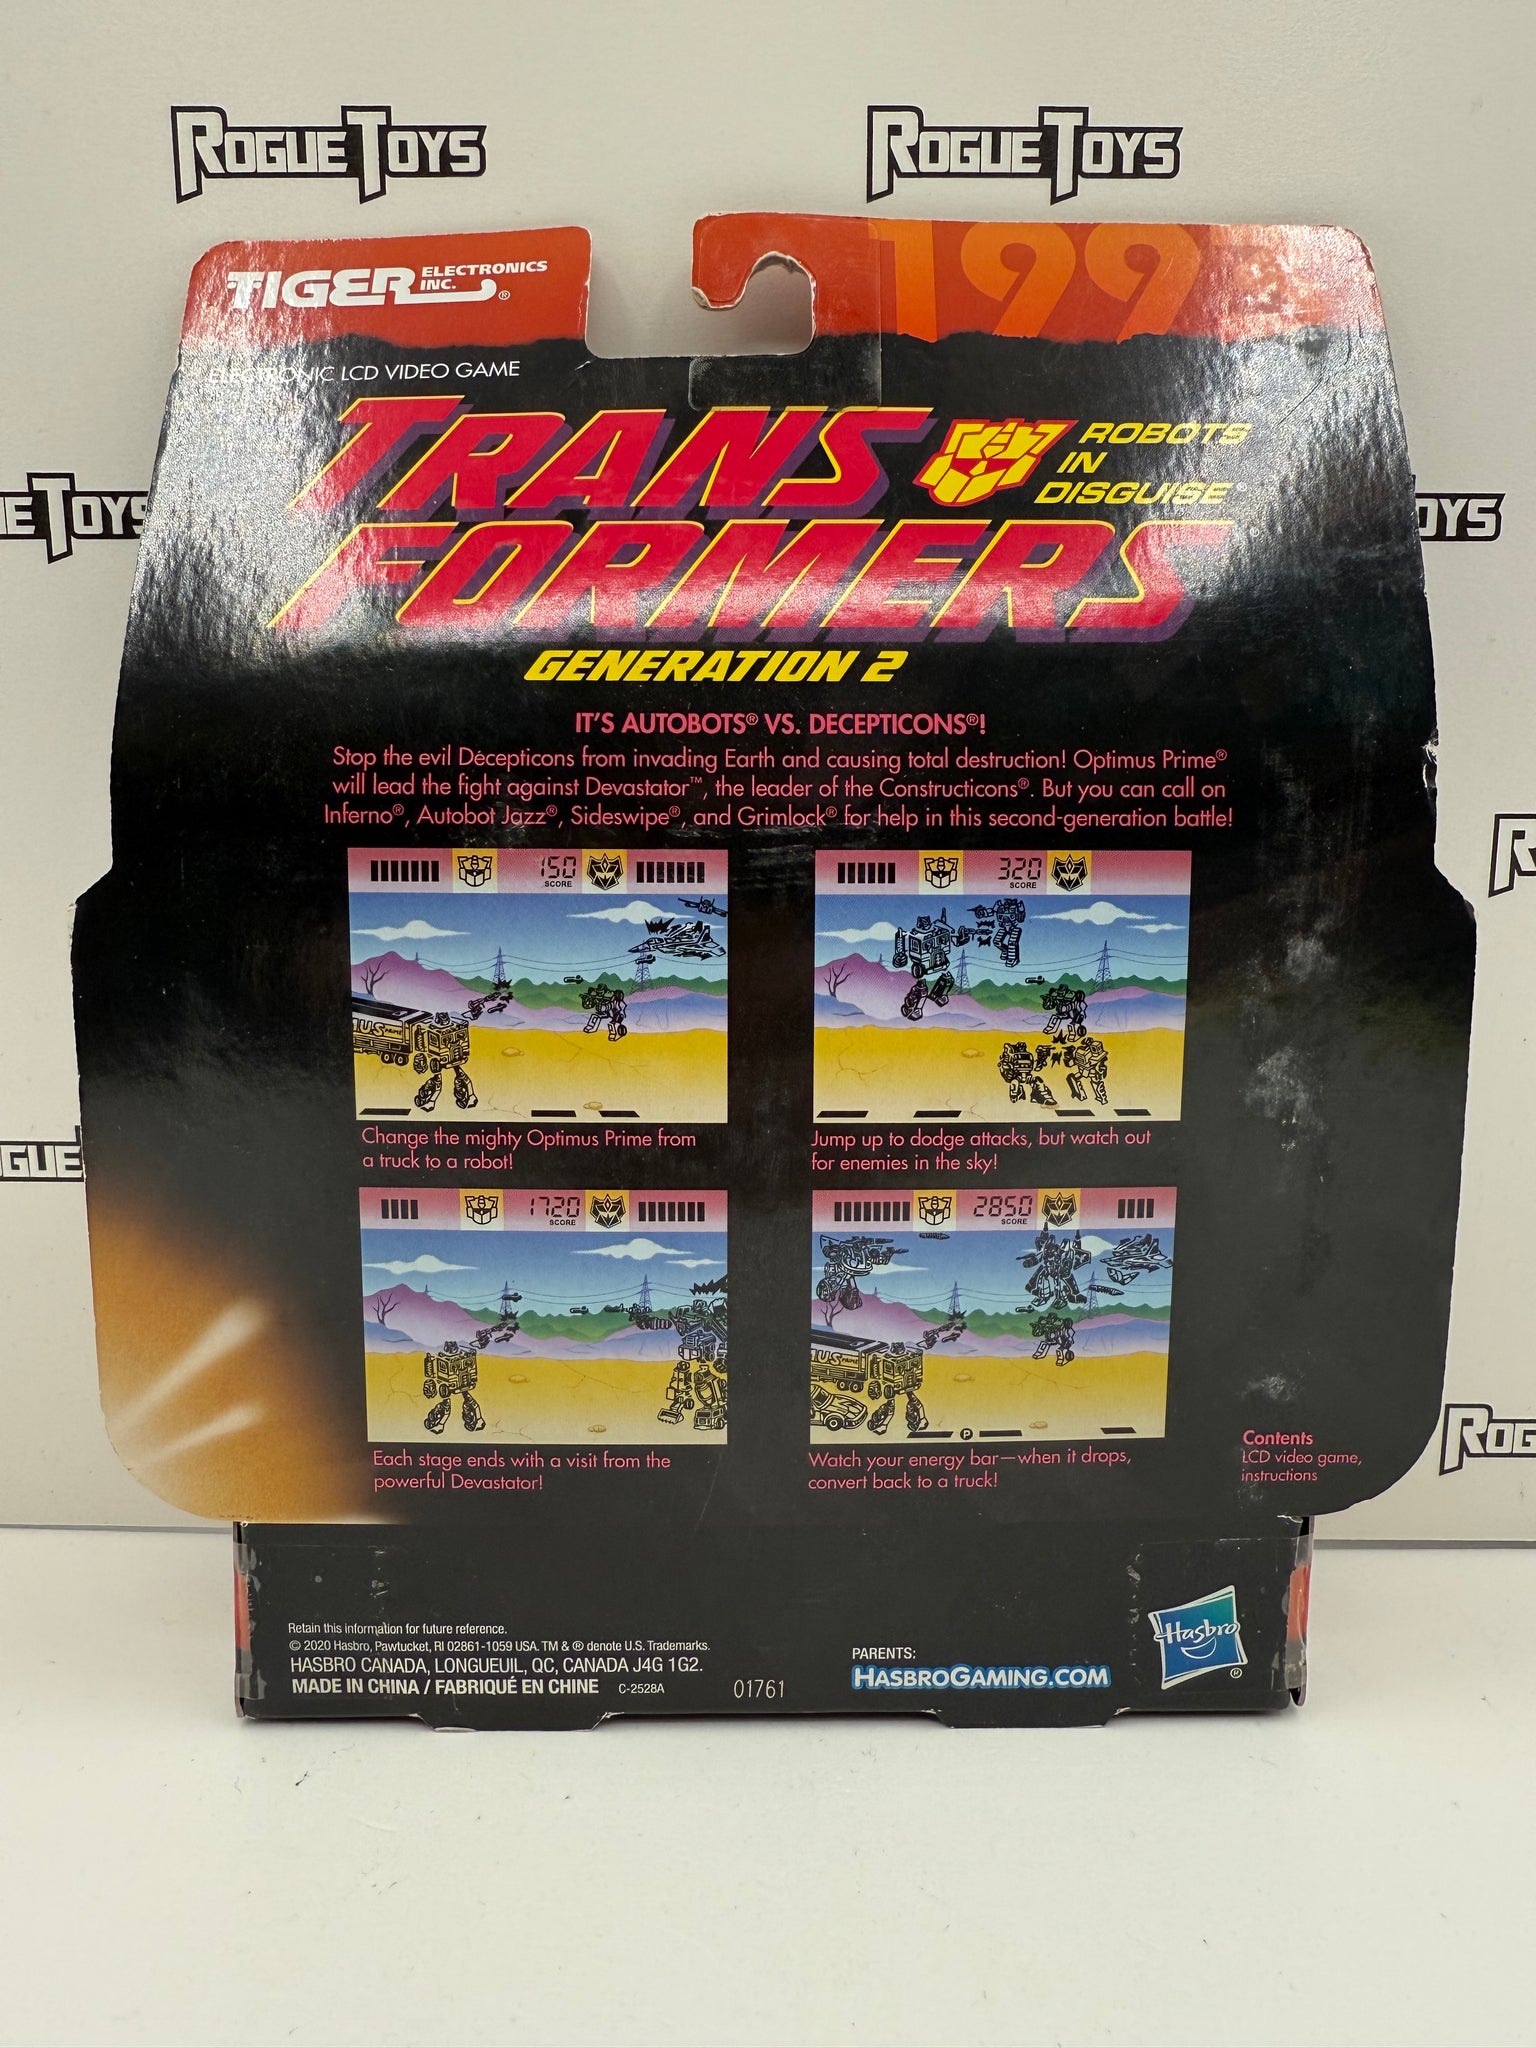 ROGUE TOYS
ROGUE TOYS
TIGER ELECTRONICS INC.®
199
ELECTRONIC LCD VIDEO GAME
TRANS
FORMERS
ROBOTS
IN
DISGUISE®
E TOYS
OYS
GENERATION 2
IT'S AUTOBOTS® VS. DECEPTICONS®!
Stop the evil Decepticons from invading Earth and causing total destruction! Optimus Prime®
will lead the fight against Devastator™, the leader of the Constructicons®. But you can call on
Inferno®, Autobot Jazz®, Sideswipe®, and Grimlock® for help in this second-generation battle!
150
SCORE
320
SCORE
R
US PRIME
Change the mighty Optimus Prime from
a truck to a robot!
Jump up to dodge attacks, but watch out
for enemies in the sky!
GUE
1720
SCORE
2850
SCORE
US PRIME
P
Each stage ends with a visit from the
powerful Devastator!
Watch your energy bar—when it drops,
convert back to a truck!
Contents
LCD video game,
instructions
ROG
Retain this information for future reference.
© 2020 Hasbro, Pawtucket, RI 02861-1059 USA. TM & ® denote U.S. Trademarks.
HASBRO CANADA, LONGUEUIL, QC, CANADA J4G 1G2.
MADE IN CHINA / FABRIQUÉ EN CHINE C-2528A
01761
PARENTS:
HASBROGAMING.COM
Hasbro®